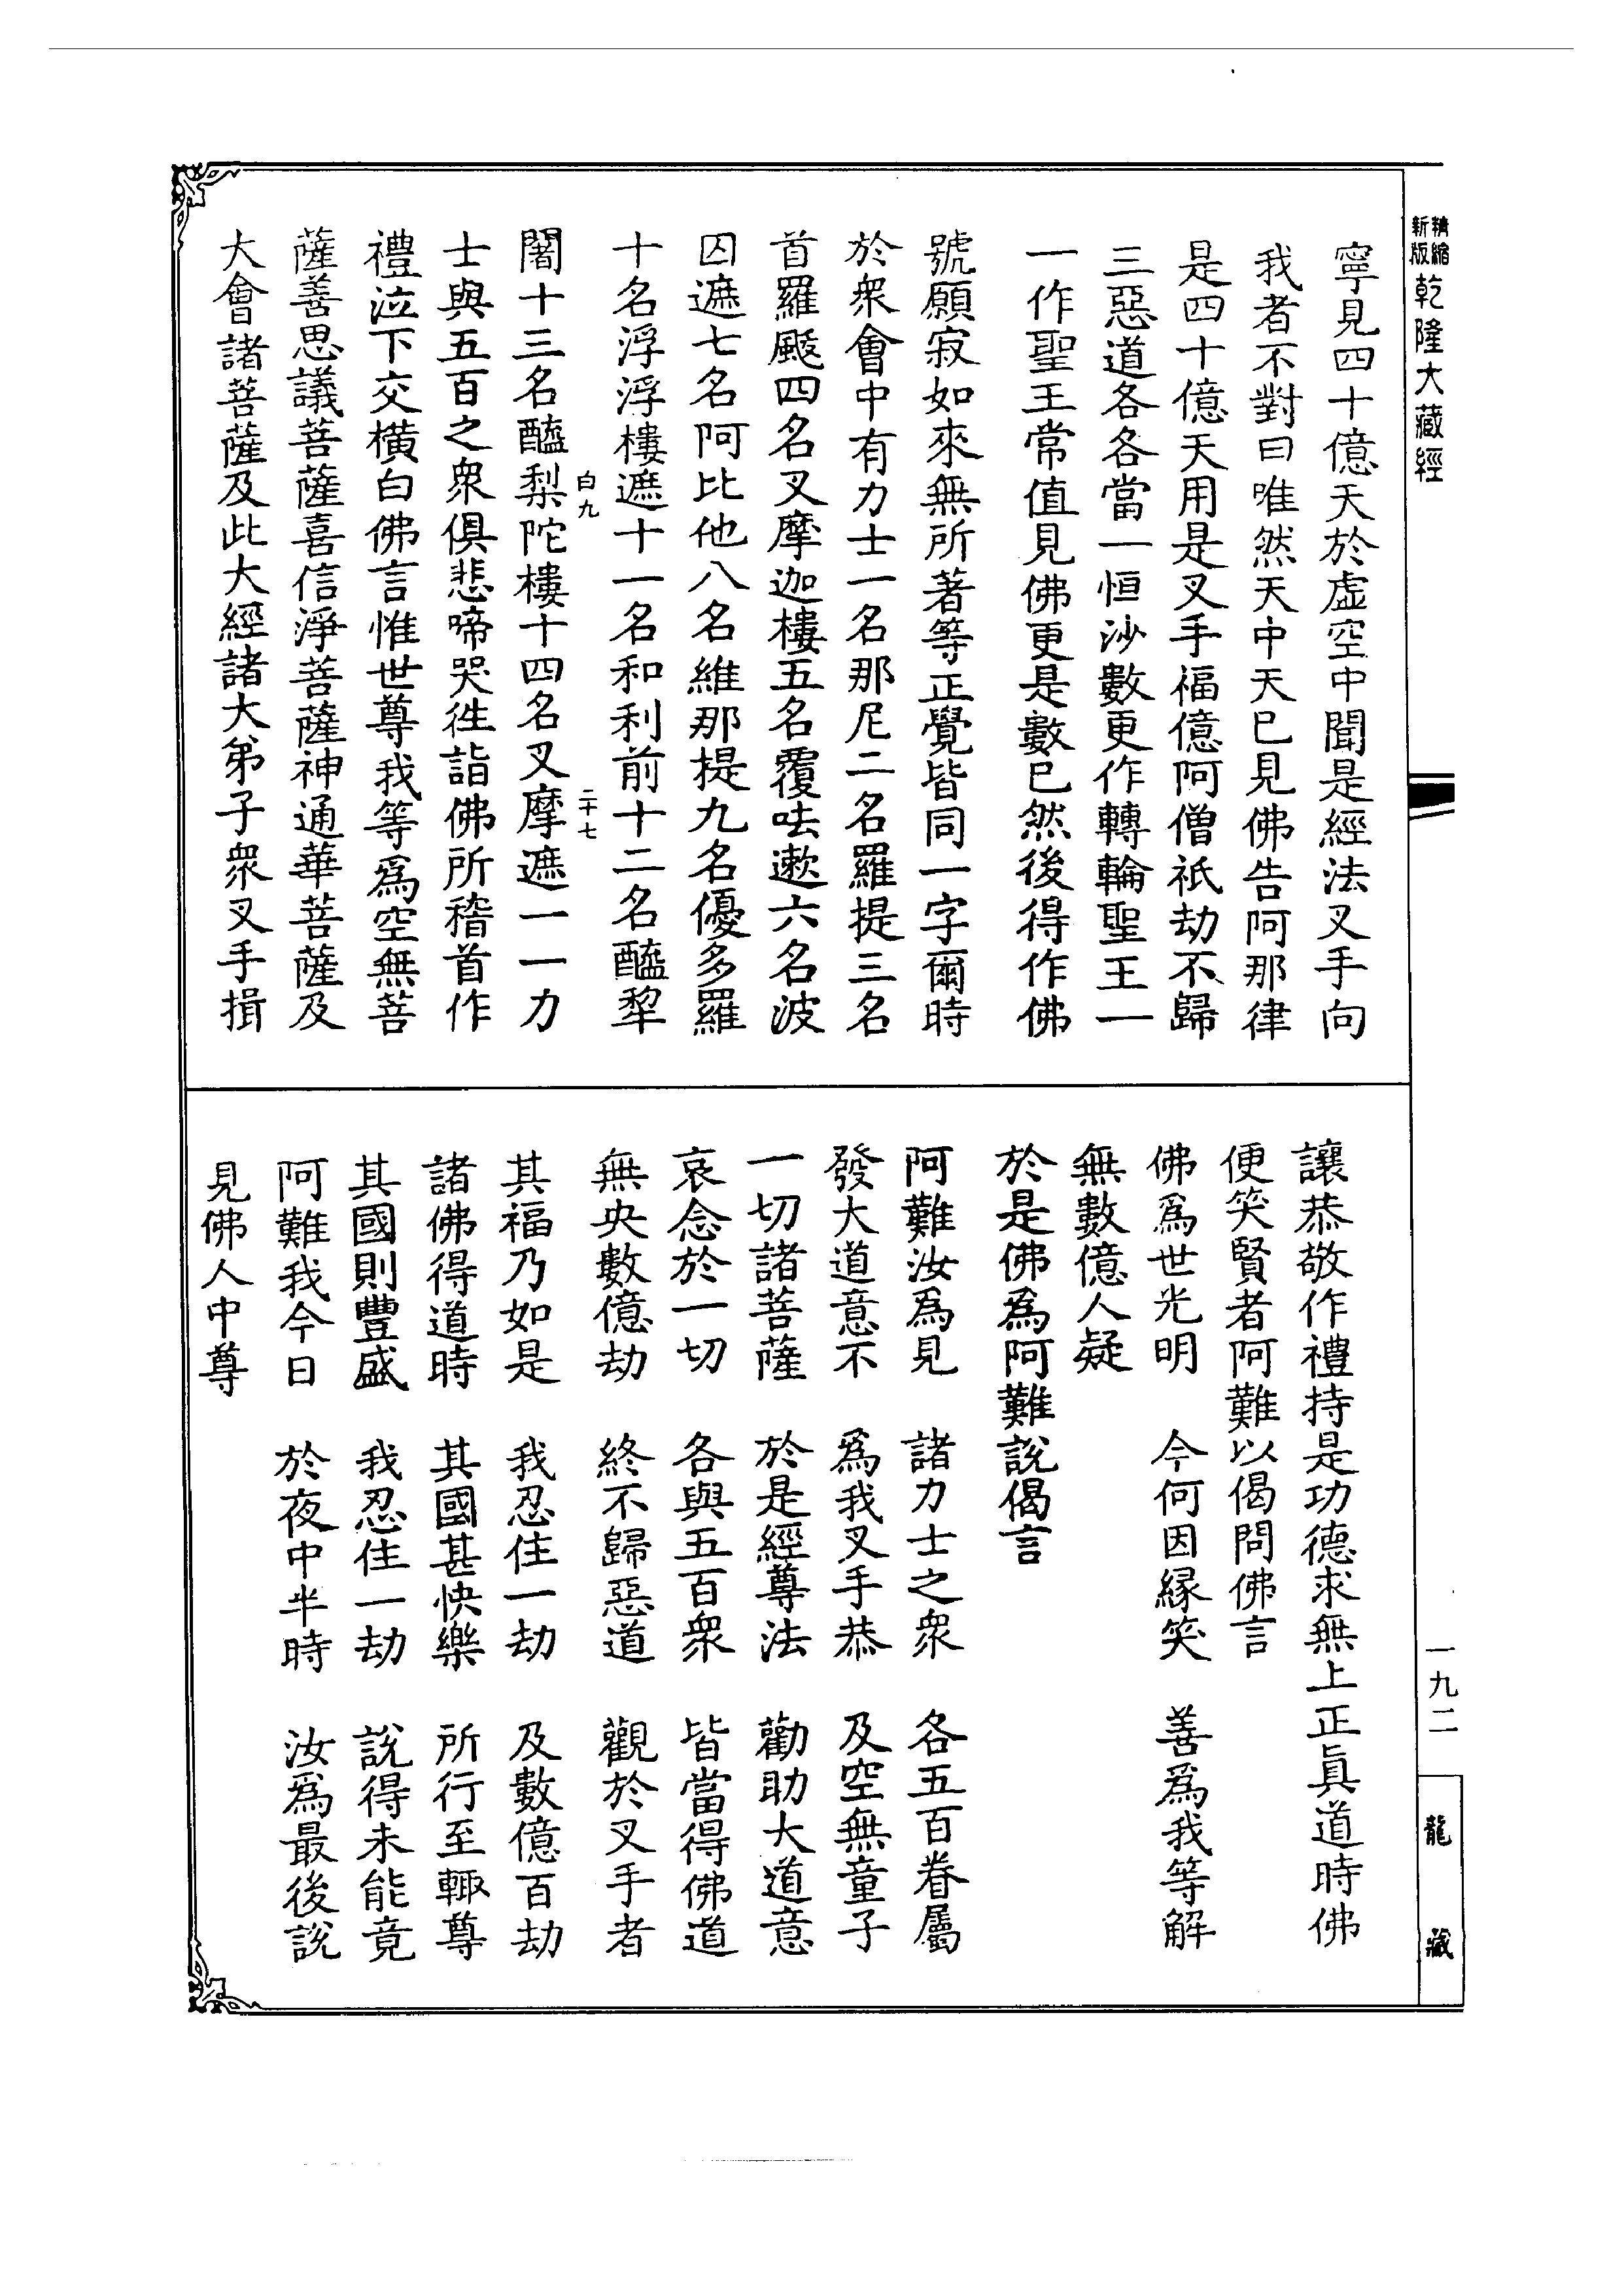 精縮新版 乾隆大藏經
寧見四十億天於虛空中聞是經法叉手向
我者不對曰唯然天中天已見佛告阿那律
是四十億天用是叉手福億阿僧祇劫不歸
三惡道各各當一恒沙數更作轉輪聖王一
一作聖王常值見佛更是數已然後得作佛
號願寂如來無所著等正覺皆同一字爾時
於眾會中有力士一名那尼二名羅提三名
首羅颰四名叉摩迦樓五名覆呿漱六名波
囚遮七名阿比他八名維那提九名優多羅
十名浮浮樓遮十一名和利前十二名醯犂
白九 二十七
闍十三名醯梨陀樓十四名叉摩遮一一力
士與五百之衆俱悲啼哭徃詣佛所稽首作
禮泣下交橫白佛言惟世尊我等爲空無菩
薩善思議菩薩喜信淨菩薩神通華菩薩及
大會諸菩薩及此大經諸大弟子衆叉手揖
讓恭敬作禮持是功德求無上正眞道時佛
便笑賢者阿難以偈問佛言
佛爲世光明 今何因緣笑 善爲我等解
無數億人疑
於是佛爲阿難說偈言
阿難汝爲見 諸力士之衆 各五百眷屬
發大道意不 爲我叉手恭 及空無童子
一切諸菩薩 於是經尊法 勸助大道意
哀念於一切 各與五百衆 皆當得佛道
無央數億劫 終不歸惡道 觀於叉手者
其福乃如是 我忍住一劫 及數億百劫
諸佛得道時 其國甚快樂 所行至輙尊
其國則豐盛 我忍住一劫 說得未能竟
阿難我今日 於夜中半時 汝爲最後說
見佛人中尊
一九二
龍藏